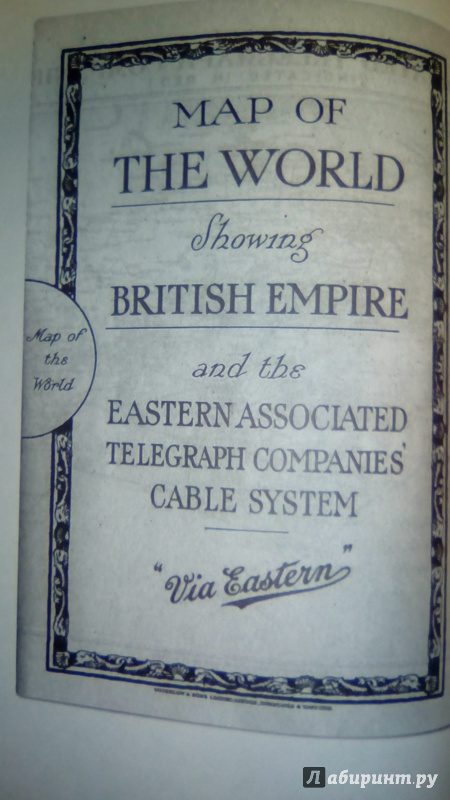 MAP OF
THE WORLD
Showing
BRITISH EMPIRE
and the
EASTERN ASSOCIATED
TELEGRAPH COMPANIES'
CABLE SYSTEM
"Via Eastern"
Map of
the
World
Лабиринт.ру